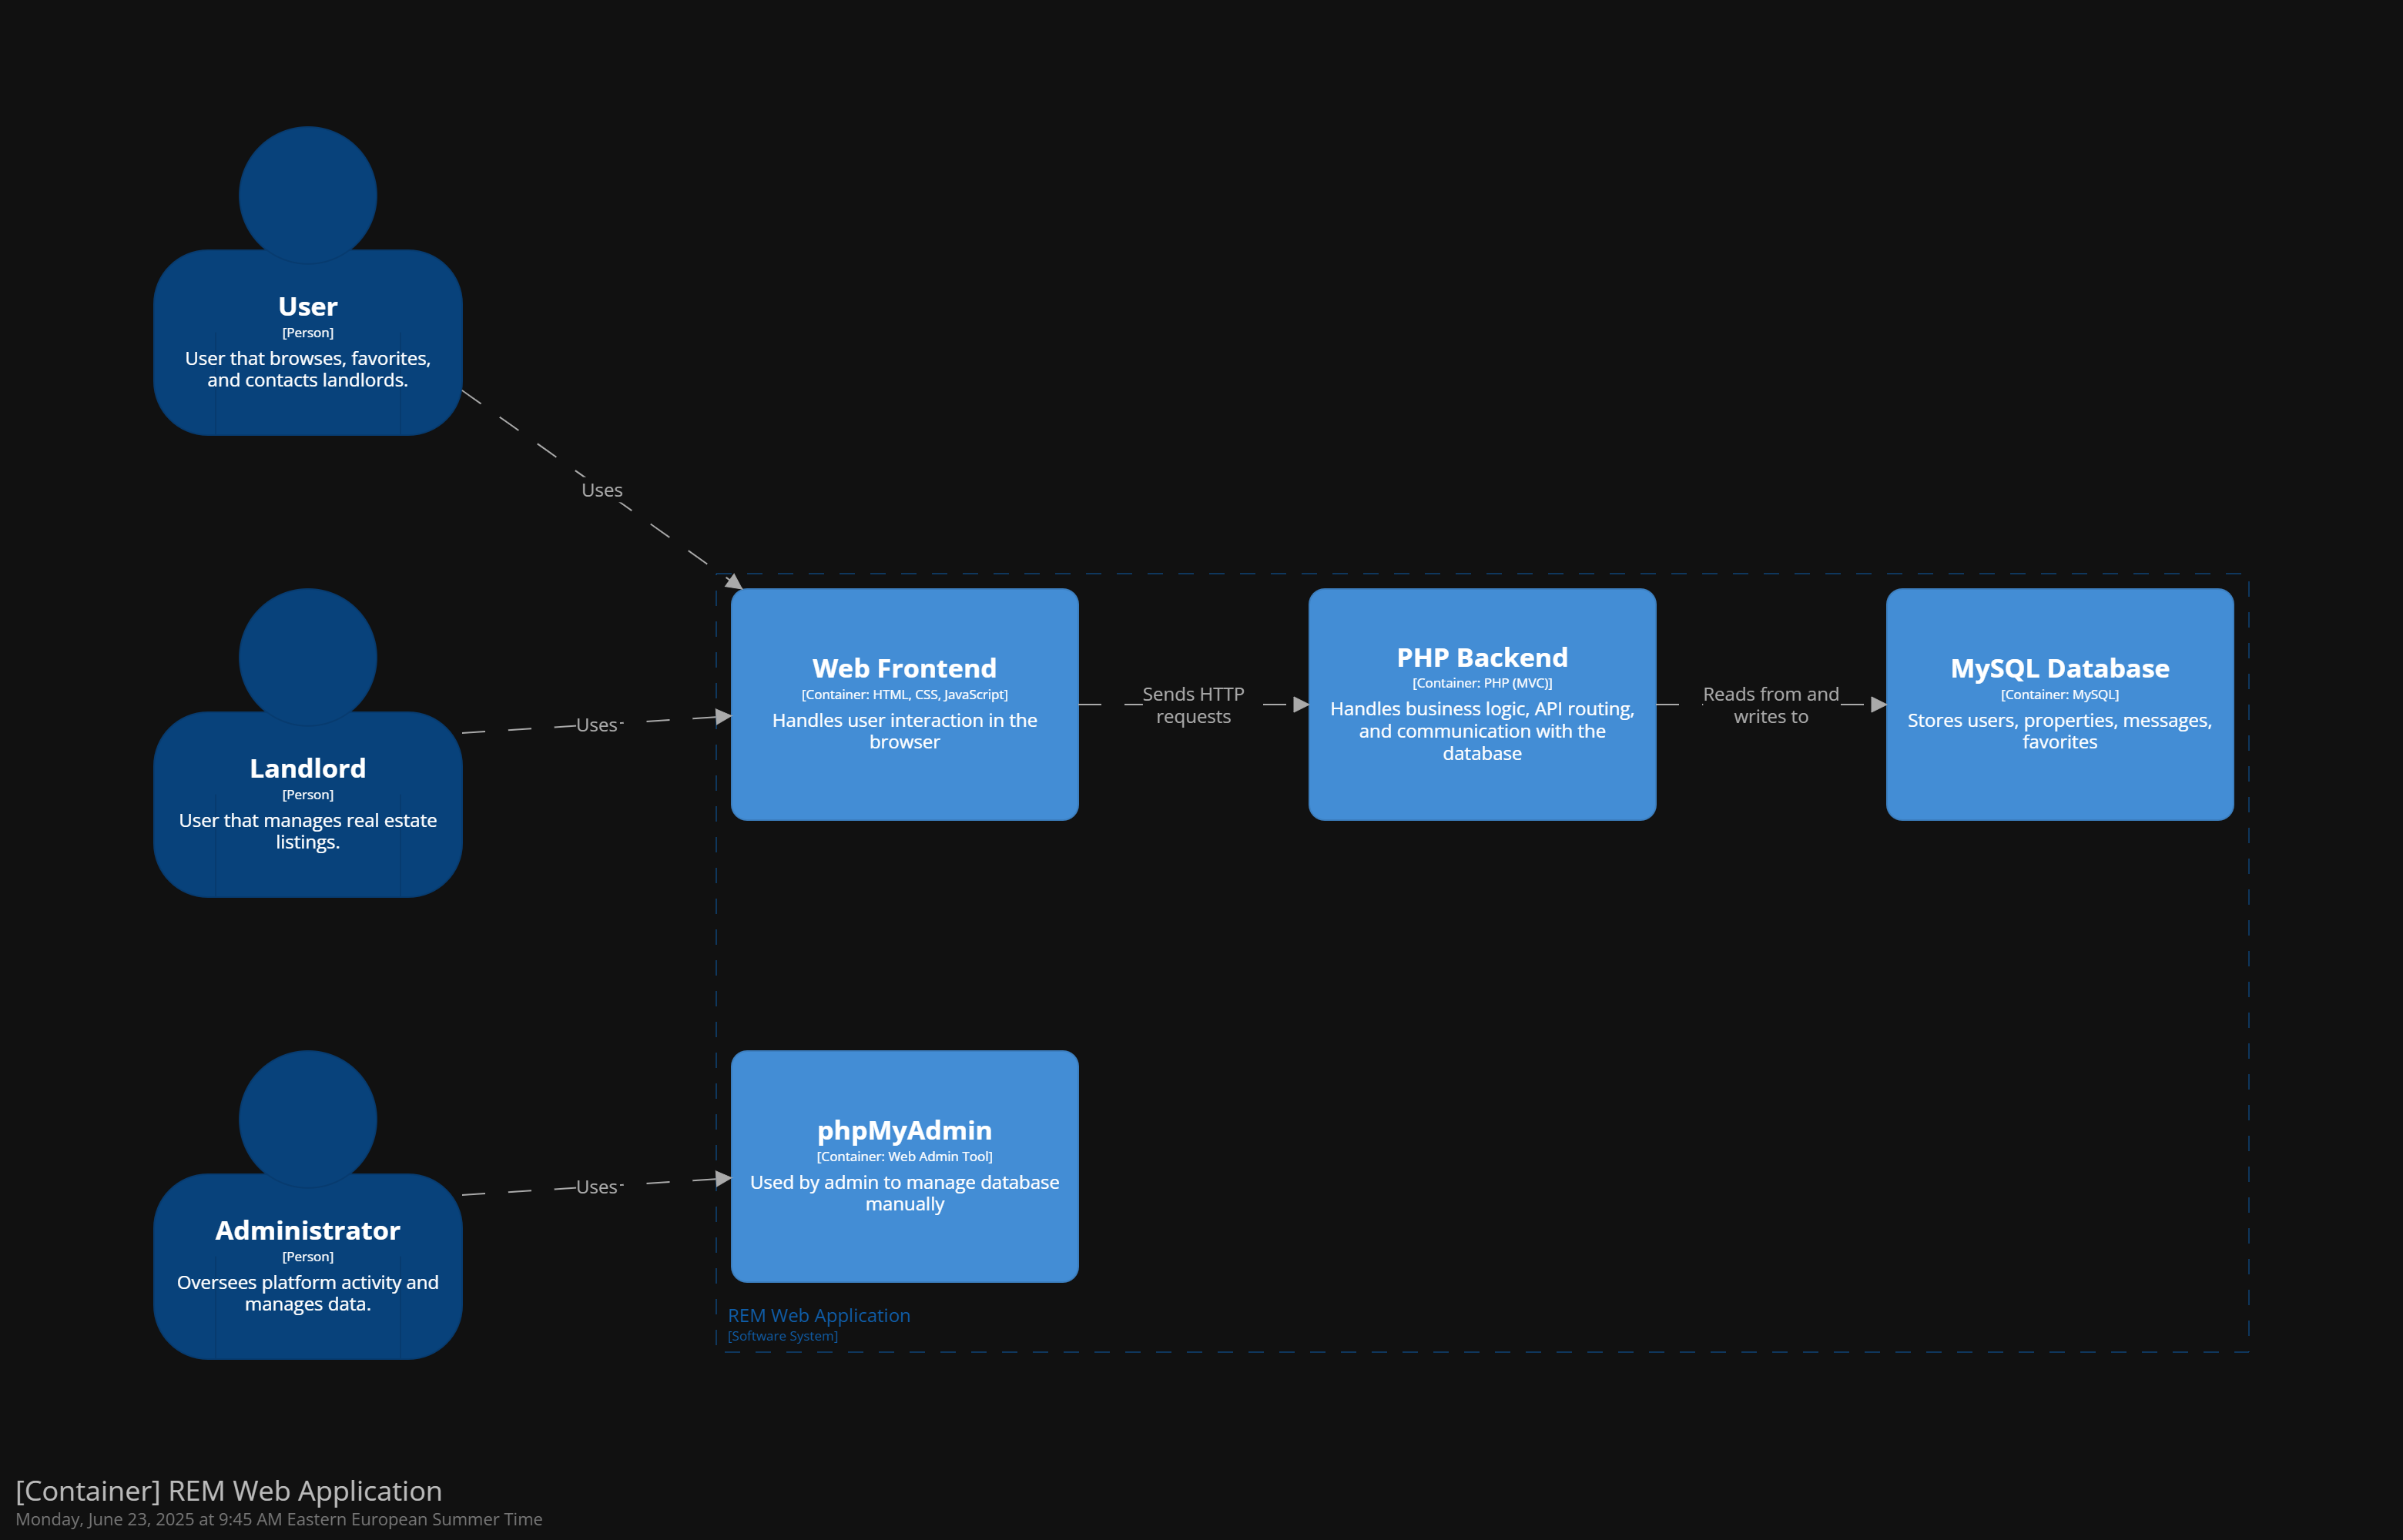 User
[Person]
User that browses, favorites,
and contacts landlords.
Uses
Landlord
[Person]
User that manages real estate
listings.
Uses
Web Frontend
[Container: HTML, CSS, JavaScript]
Handles user interaction in the
browser
Sends HTTP
requests
PHP Backend
[Container: PHP (MVC)]
Handles business logic, API routing,
and communication with the
database
Reads from and
writes to
MySQL Database
[Container: MySQL]
Stores users, properties, messages,
favorites
Administrator
[Person]
Oversees platform activity and
manages data.
Uses
phpMyAdmin
[Container: Web Admin Tool]
Used by admin to manage database
manually
REM Web Application
[Software System]
[Container] REM Web Application
Monday, June 23, 2025 at 9:45 AM Eastern European Summer Time